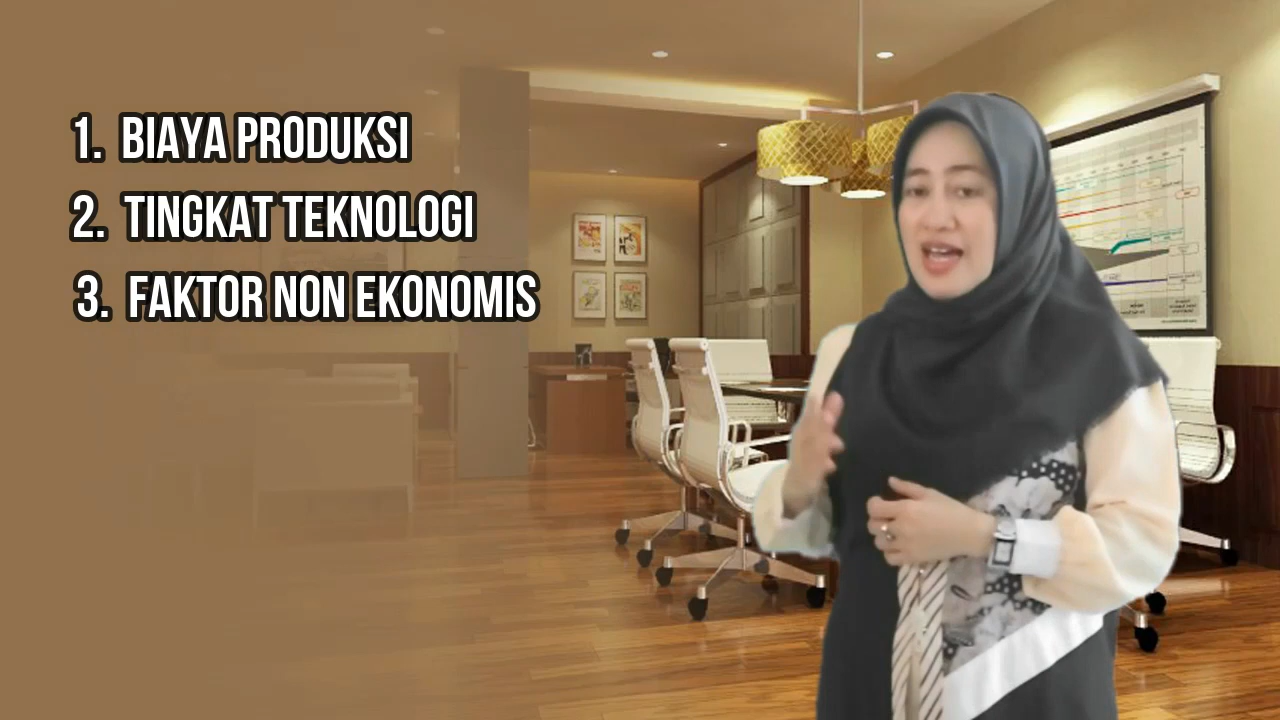 1. BIAYA PRODUKSI
2. TINGKAT TEKNOLOGI
3. FAKTOR NON EKONOMIS